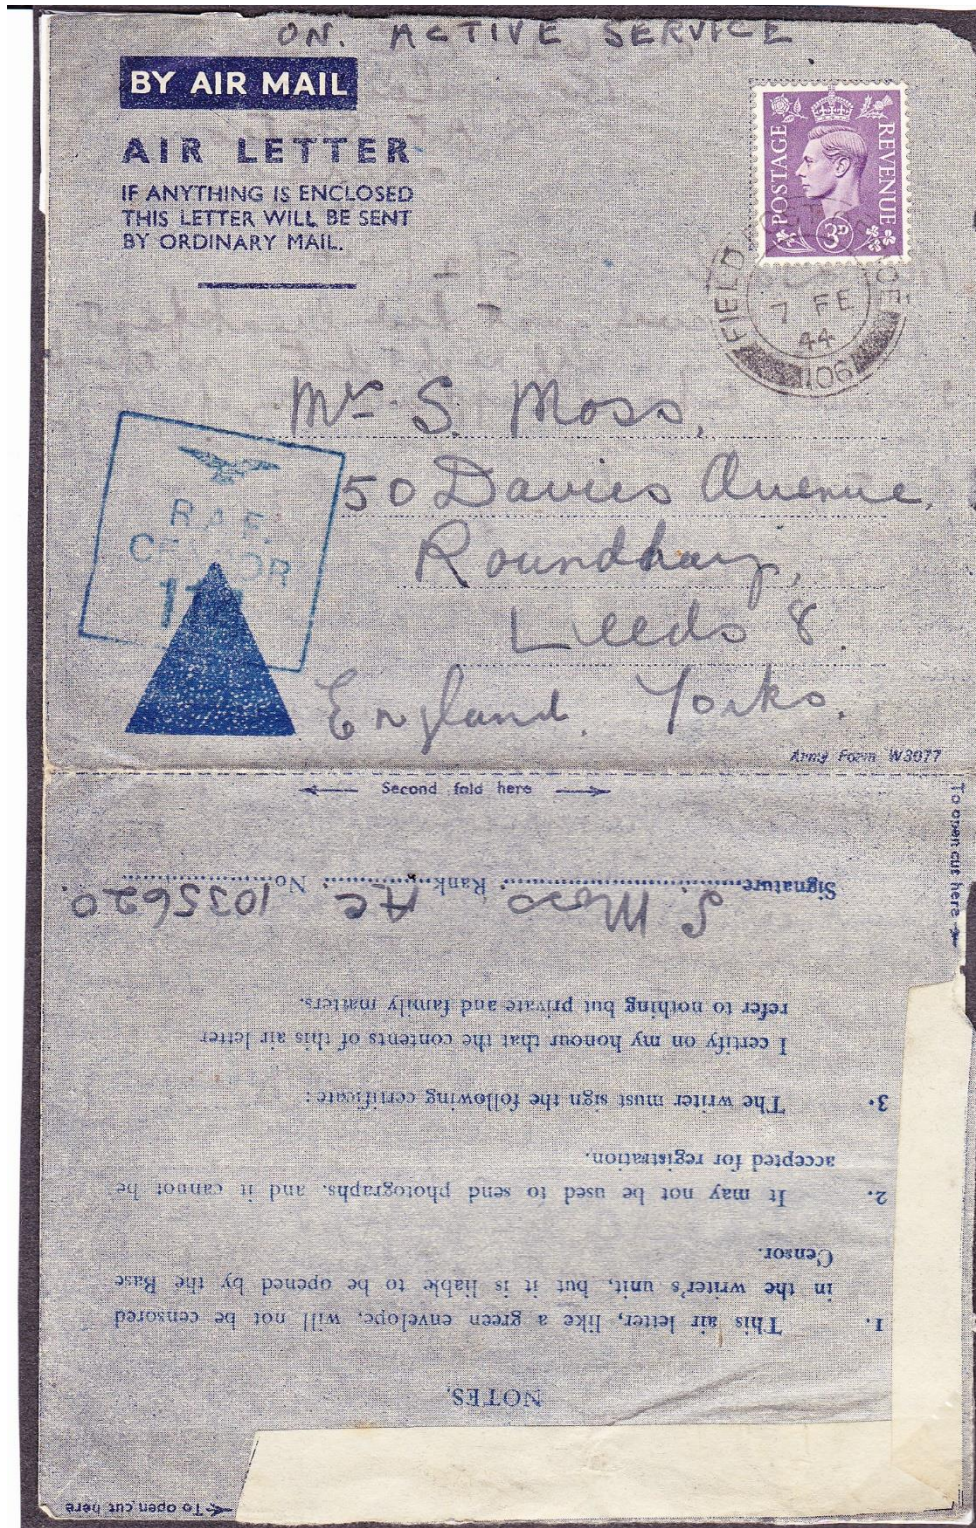 ON. ACTIVE SERVICE
BY AIR MAIL
AIR LETTER
IF ANYTHING IS ENCLOSED
THIS LETTER WILL BE SENT
BY ORDINARY MAIL.
POSTAGE REVENUE
3D
FIELD POST OFFICE
7 FE
44
106
Mr. S. Moss,
50 Davies Avenue,
Roundhay,
Leeds 8
England. Yorks.
R.A.F.
CENSOR
Army Form W3077
Second fold here
To open cut here
NOTES.
1. This air letter, like a green envelope, will not be censored
in the writer's unit, but it is liable to be opened by the Base
Censor.
2. It may not be used to send photographs, and it cannot be
accepted for registration.
3. The writer must sign the following certificate:
I certify on my honour that the contents of this air letter
refer to nothing but private and family matters.
Signature S Moss Rank AC No. 1035620.
To open cut here